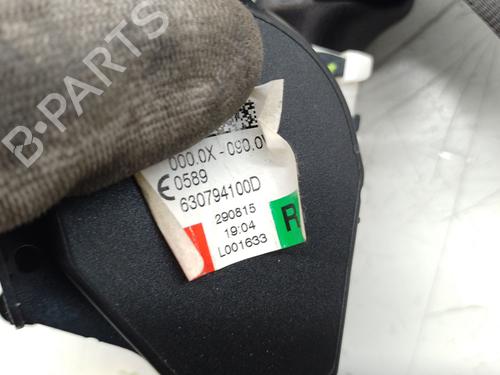 B-PARTS
000.0X - 090.0
€ 0589
630794100D
290815
19:04
L001633
R